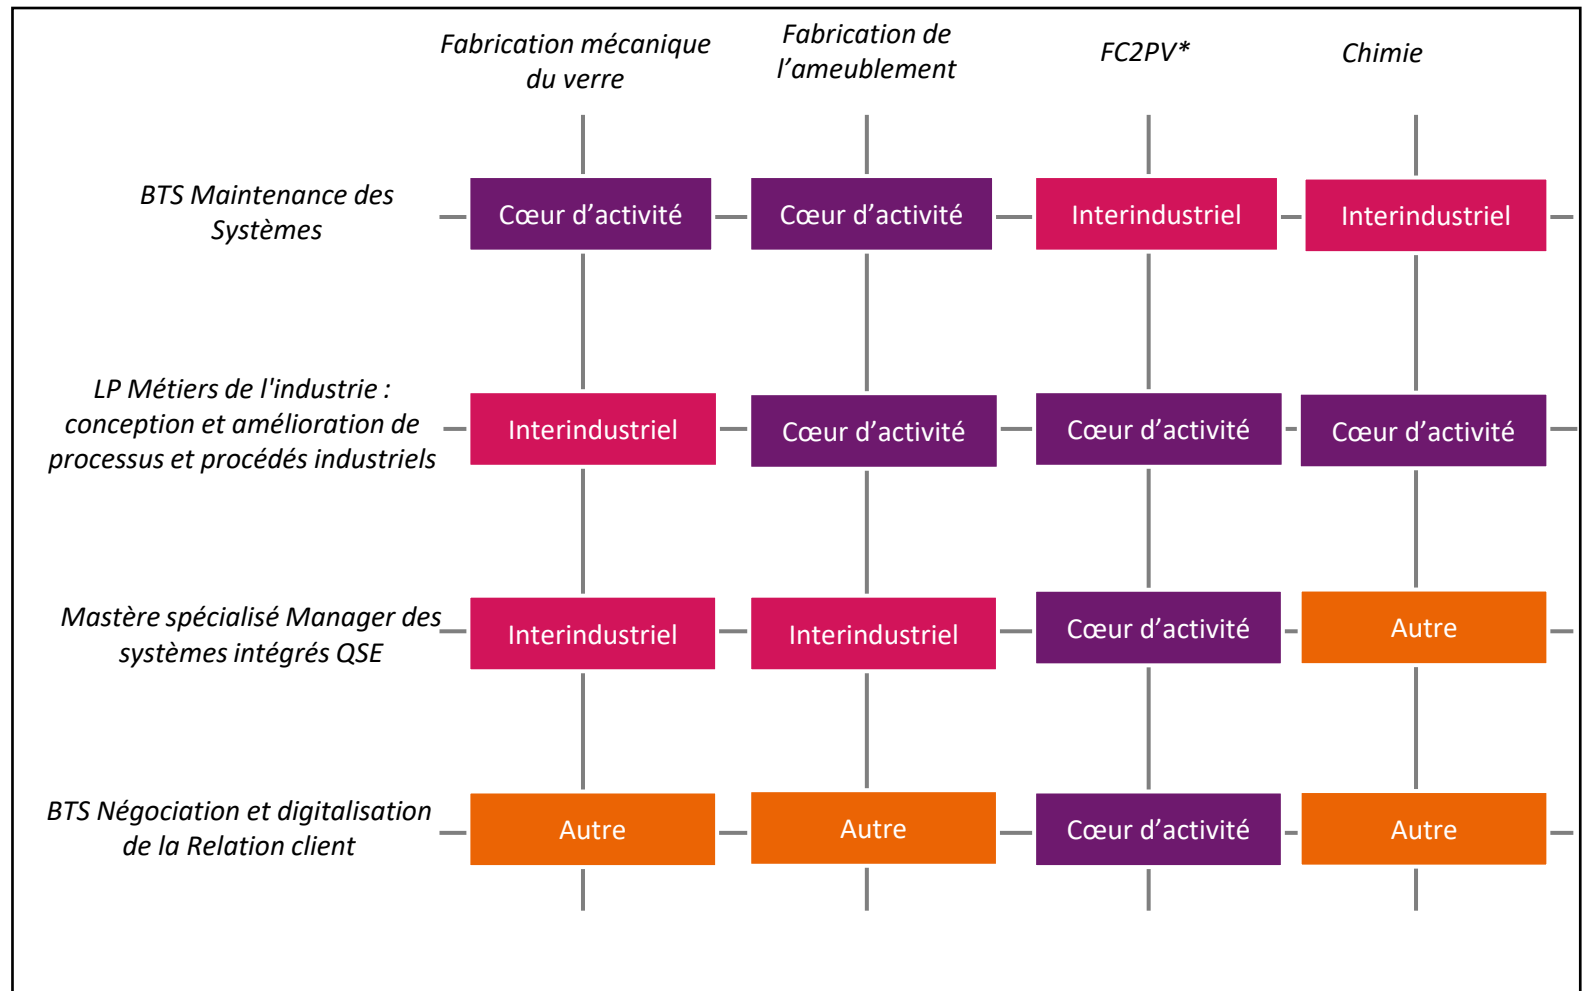 Fabrication mécanique
du verre
Fabrication de
l’ameublement
FC2PV*
Chimie
BTS Maintenance des
Systèmes
Cœur d’activité
Cœur d’activité
Interindustriel
Interindustriel
LP Métiers de l'industrie :
conception et amélioration de
processus et procédés industriels
Interindustriel
Cœur d’activité
Cœur d’activité
Cœur d’activité
Mastère spécialisé Manager des
systèmes intégrés QSE
Interindustriel
Interindustriel
Cœur d’activité
Autre
BTS Négociation et digitalisation
de la Relation client
Autre
Autre
Cœur d’activité
Autre